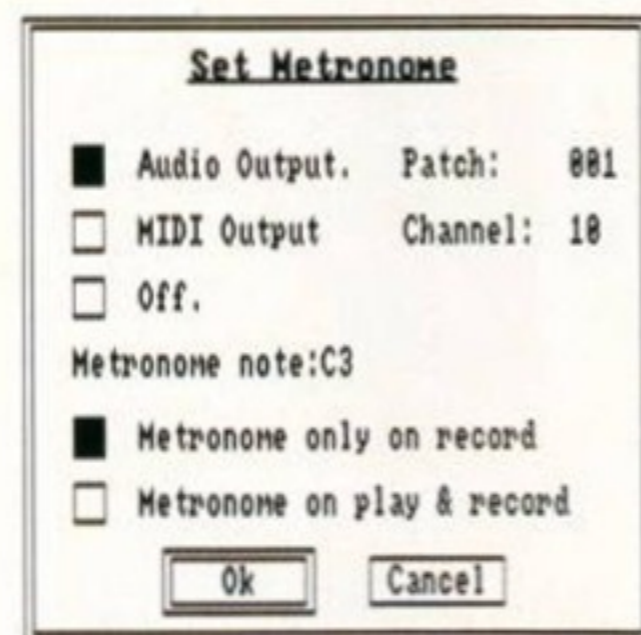 Set Metronome
Audio Output. Patch: 001
MIDI Output Channel: 10
Off.
Metronome note:C3
Metronome only on record
Metronome on play & record
Ok Cancel